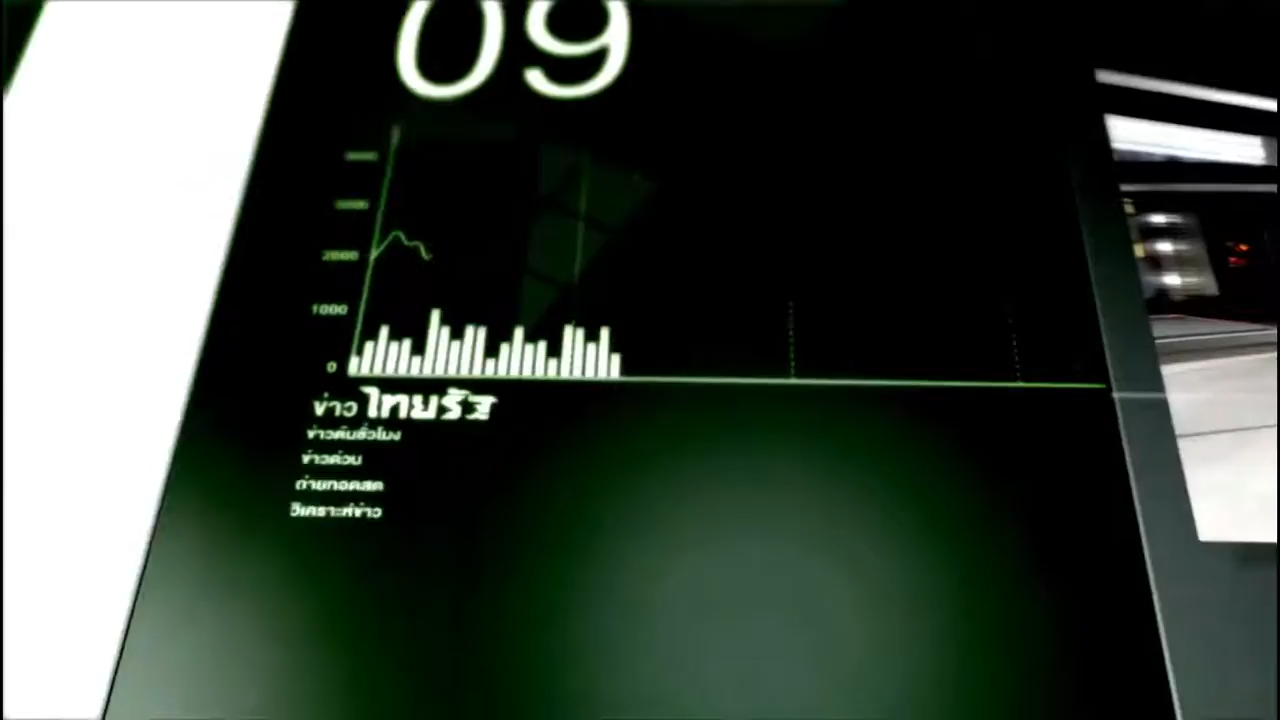 09
2000
1000
0
ข่าว ไทยรัฐ
ข่าวต้นชั่วโมง
ข่าวด่วน
ถ่ายทอดสด
วิเคราะห์ข่าว